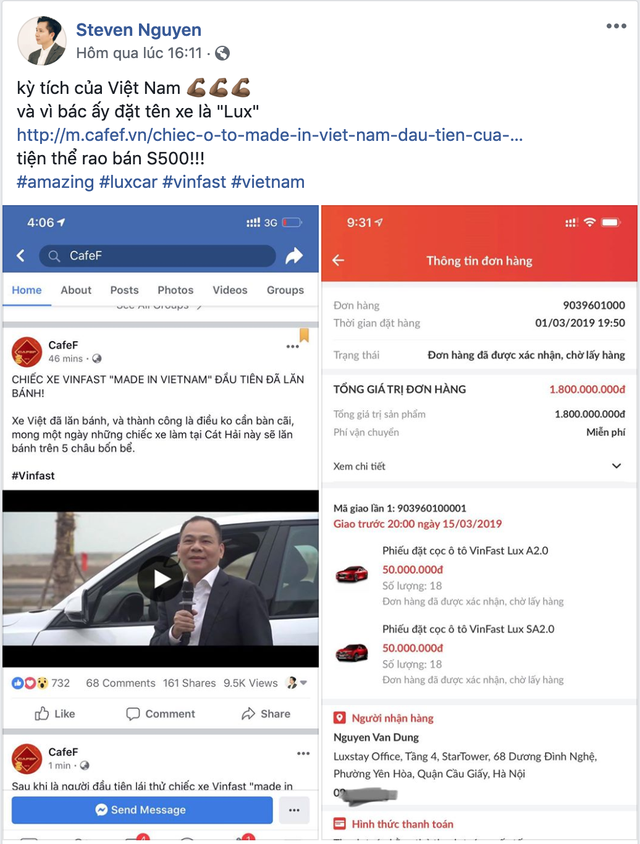 Steven Nguyen
Hôm qua lúc 16:11 ·
kỳ tích của Việt Nam 💪🏾💪🏾💪🏾
và vì bác ấy đặt tên xe là "Lux"
http://m.cafef.vn/chiec-o-to-made-in-viet-nam-dau-tien-cua-...
tiện thể rao bán S500!!!
#amazing #luxcar #vinfast #vietnam
4:06
3G
CafeF
Home About Posts Photos Videos Groups
See All Groups
CafeF
46 mins ·
CHIẾC XE VINFAST "MADE IN VIETNAM" ĐẦU TIÊN ĐÃ LĂN
BÁNH!
Xe Việt đã lăn bánh, và thành công là điều ko cần bàn cãi,
mong một ngày những chiếc xe làm tại Cát Hải này sẽ lăn
bánh trên 5 châu bốn bể.
#Vinfast
732 68 Comments 161 Shares 9.5K Views
Like Comment Share
CafeF
1 min ·
Sau khi là người đầu tiên lái thử chiếc xe Vinfast "made in
Send Message
4 1
9:31
Thông tin đơn hàng
Đơn hàng 9039601000
Thời gian đặt hàng 01/03/2019 19:50
Trạng thái Đơn hàng đã được xác nhận, chờ lấy hàng
TỔNG GIÁ TRỊ ĐƠN HÀNG 1.800.000.000đ
Tổng giá trị sản phẩm 1.800.000.000đ
Phí vận chuyển Miễn phí
Xem chi tiết
Mã giao lần 1: 903960100001
Giao trước 20:00 ngày 15/03/2019
Phiếu đặt cọc ô tô VinFast Lux A2.0
50.000.000đ
Số lượng: 18
Đơn hàng đã được xác nhận, chờ lấy hàng
Phiếu đặt cọc ô tô VinFast Lux SA2.0
50.000.000đ
Số lượng: 18
Đơn hàng đã được xác nhận, chờ lấy hàng
Người nhận hàng
Nguyen Van Dung
Luxstay Office, Tầng 4, StarTower, 68 Dương Đình Nghệ,
Phường Yên Hòa, Quận Cầu Giấy, Hà Nội
Hình thức thanh toán